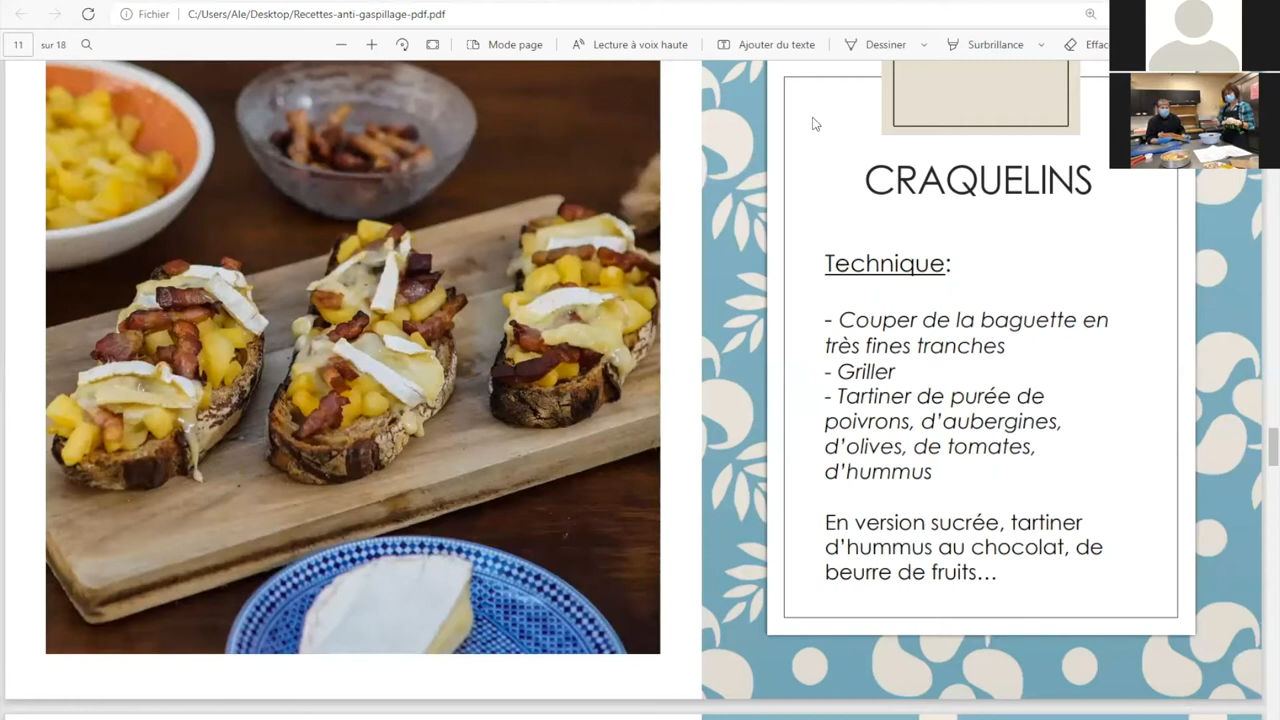 Fichier C:/Users/Ale/Desktop/Recettes-anti-gaspillage-pdf.pdf
11 sur 18 Mode page Lecture à voix haute Ajouter du texte Dessiner Surbrillance Effac
CRAQUELINS
Technique:
- Couper de la baguette en
très fines tranches
- Griller
- Tartiner de purée de
poivrons, d'aubergines,
d'olives, de tomates,
d'hummus
En version sucrée, tartiner
d'hummus au chocolat, de
beurre de fruits...